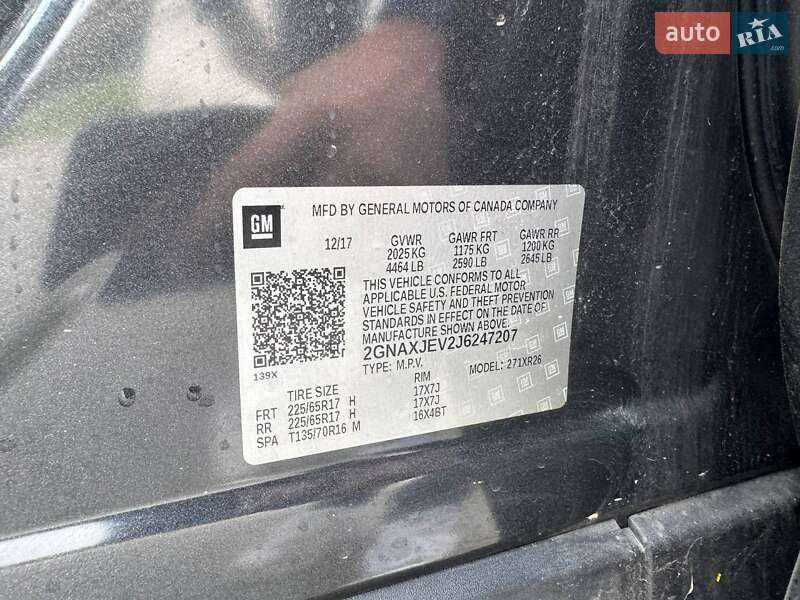 auto RIA.com
GM MFD BY GENERAL MOTORS OF CANADA COMPANY
12/17 GVWR GAWR FRT GAWR RR
2025 KG 1175 KG 1200 KG
4464 LB 2590 LB 2645 LB
THIS VEHICLE CONFORMS TO ALL
APPLICABLE U.S. FEDERAL MOTOR
VEHICLE SAFETY AND THEFT PREVENTION
STANDARDS IN EFFECT ON THE DATE OF
MANUFACTURE SHOWN ABOVE.
2GNAXJEV2J6247207
139X TYPE: M.P.V. MODEL: 271XR26
TIRE SIZE RIM
FRT 225/65R17 H 17X7J
RR 225/65R17 H 17X7J
SPA T135/70R16 M 16X4BT